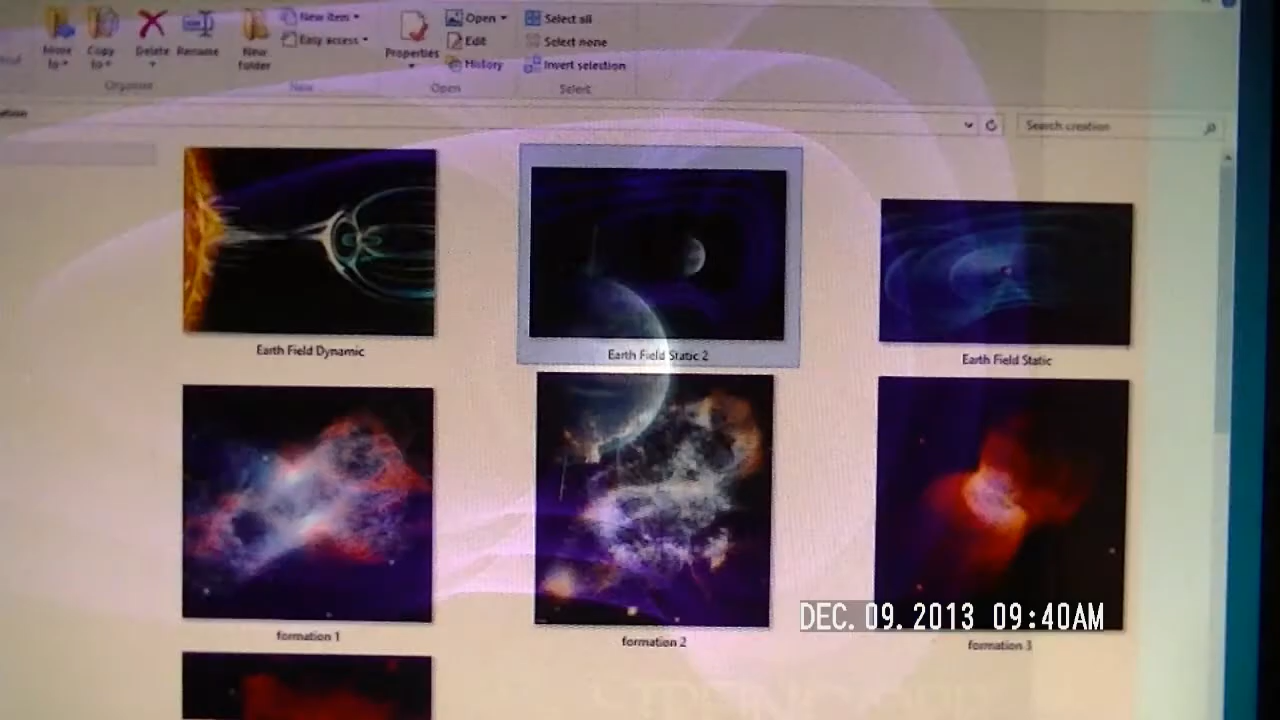 New item
Open
Select all
Move to
Copy to
Delete
Rename
New folder
Easy access
Properties
Edit
Select none
History
Invert selection
Organise
New
Open
Select
Search creation
Earth Field Dynamic
Earth Field Static 2
Earth Field Static
formation 1
formation 2
formation 3
DEC. 09. 2013 09:40AM